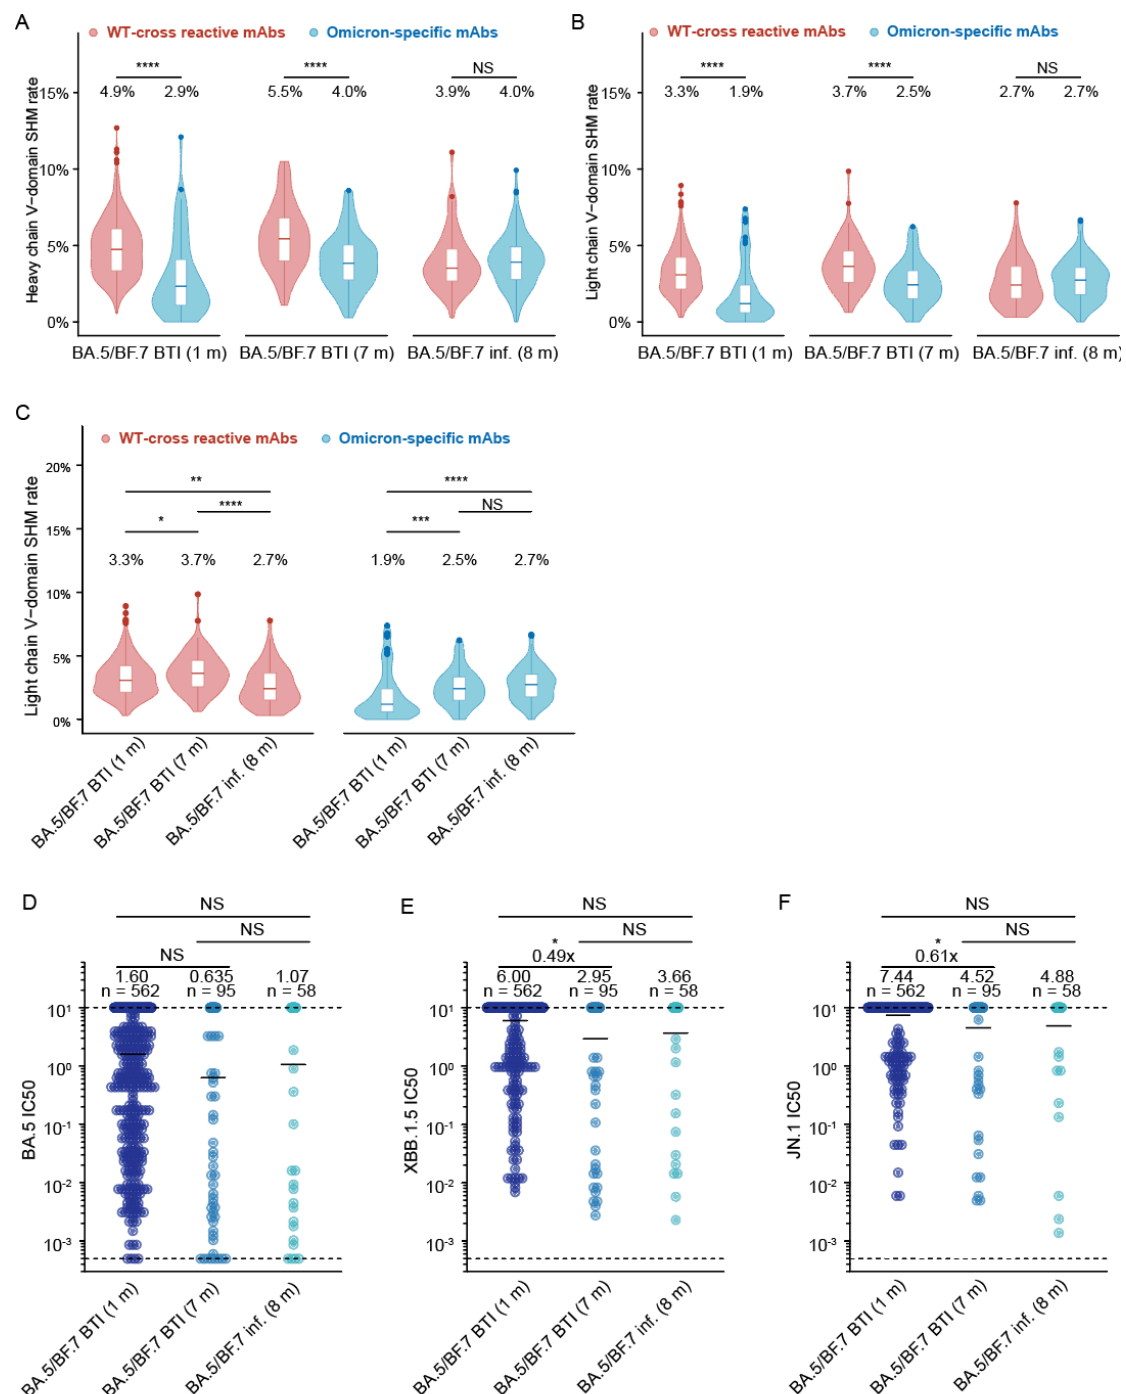 A
WT-cross reactive mAbs
Omicron-specific mAbs
Heavy chain V-domain SHM rate
15%
10%
5%
0%
**** **** NS
4.9% 2.9% 5.5% 4.0% 3.9% 4.0%
BA.5/BF.7 BTI (1 m) BA.5/BF.7 BTI (7 m) BA.5/BF.7 inf. (8 m)
B
WT-cross reactive mAbs
Omicron-specific mAbs
Light chain V-domain SHM rate
15%
10%
5%
0%
**** **** NS
3.3% 1.9% 3.7% 2.5% 2.7% 2.7%
BA.5/BF.7 BTI (1 m) BA.5/BF.7 BTI (7 m) BA.5/BF.7 inf. (8 m)
C
WT-cross reactive mAbs
Omicron-specific mAbs
Light chain V-domain SHM rate
20%
15%
10%
5%
0%
** ****
**** NS
* ***
3.3% 3.7% 2.7% 1.9% 2.5% 2.7%
BA.5/BF.7 BTI (1 m)
BA.5/BF.7 BTI (7 m)
BA.5/BF.7 inf. (8 m)
BA.5/BF.7 BTI (1 m)
BA.5/BF.7 BTI (7 m)
BA.5/BF.7 inf. (8 m)
D
NS
NS
NS
1.60 0.635 1.07
n = 562 n = 95 n = 58
BA.5 IC50
10¹
10⁰
10⁻¹
10⁻²
10⁻³
BA.5/BF.7 BTI (1 m)
BA.5/BF.7 BTI (7 m)
BA.5/BF.7 inf. (8 m)
E
NS
NS
*
0.49x
6.00 2.95 3.66
n = 562 n = 95 n = 58
XBB.1.5 IC50
10¹
10⁰
10⁻¹
10⁻²
10⁻³
BA.5/BF.7 BTI (1 m)
BA.5/BF.7 BTI (7 m)
BA.5/BF.7 inf. (8 m)
F
NS
NS
*
0.61x
7.44 4.52 4.88
n = 562 n = 95 n = 58
JN.1 IC50
10¹
10⁰
10⁻¹
10⁻²
10⁻³
BA.5/BF.7 BTI (1 m)
BA.5/BF.7 BTI (7 m)
BA.5/BF.7 inf. (8 m)